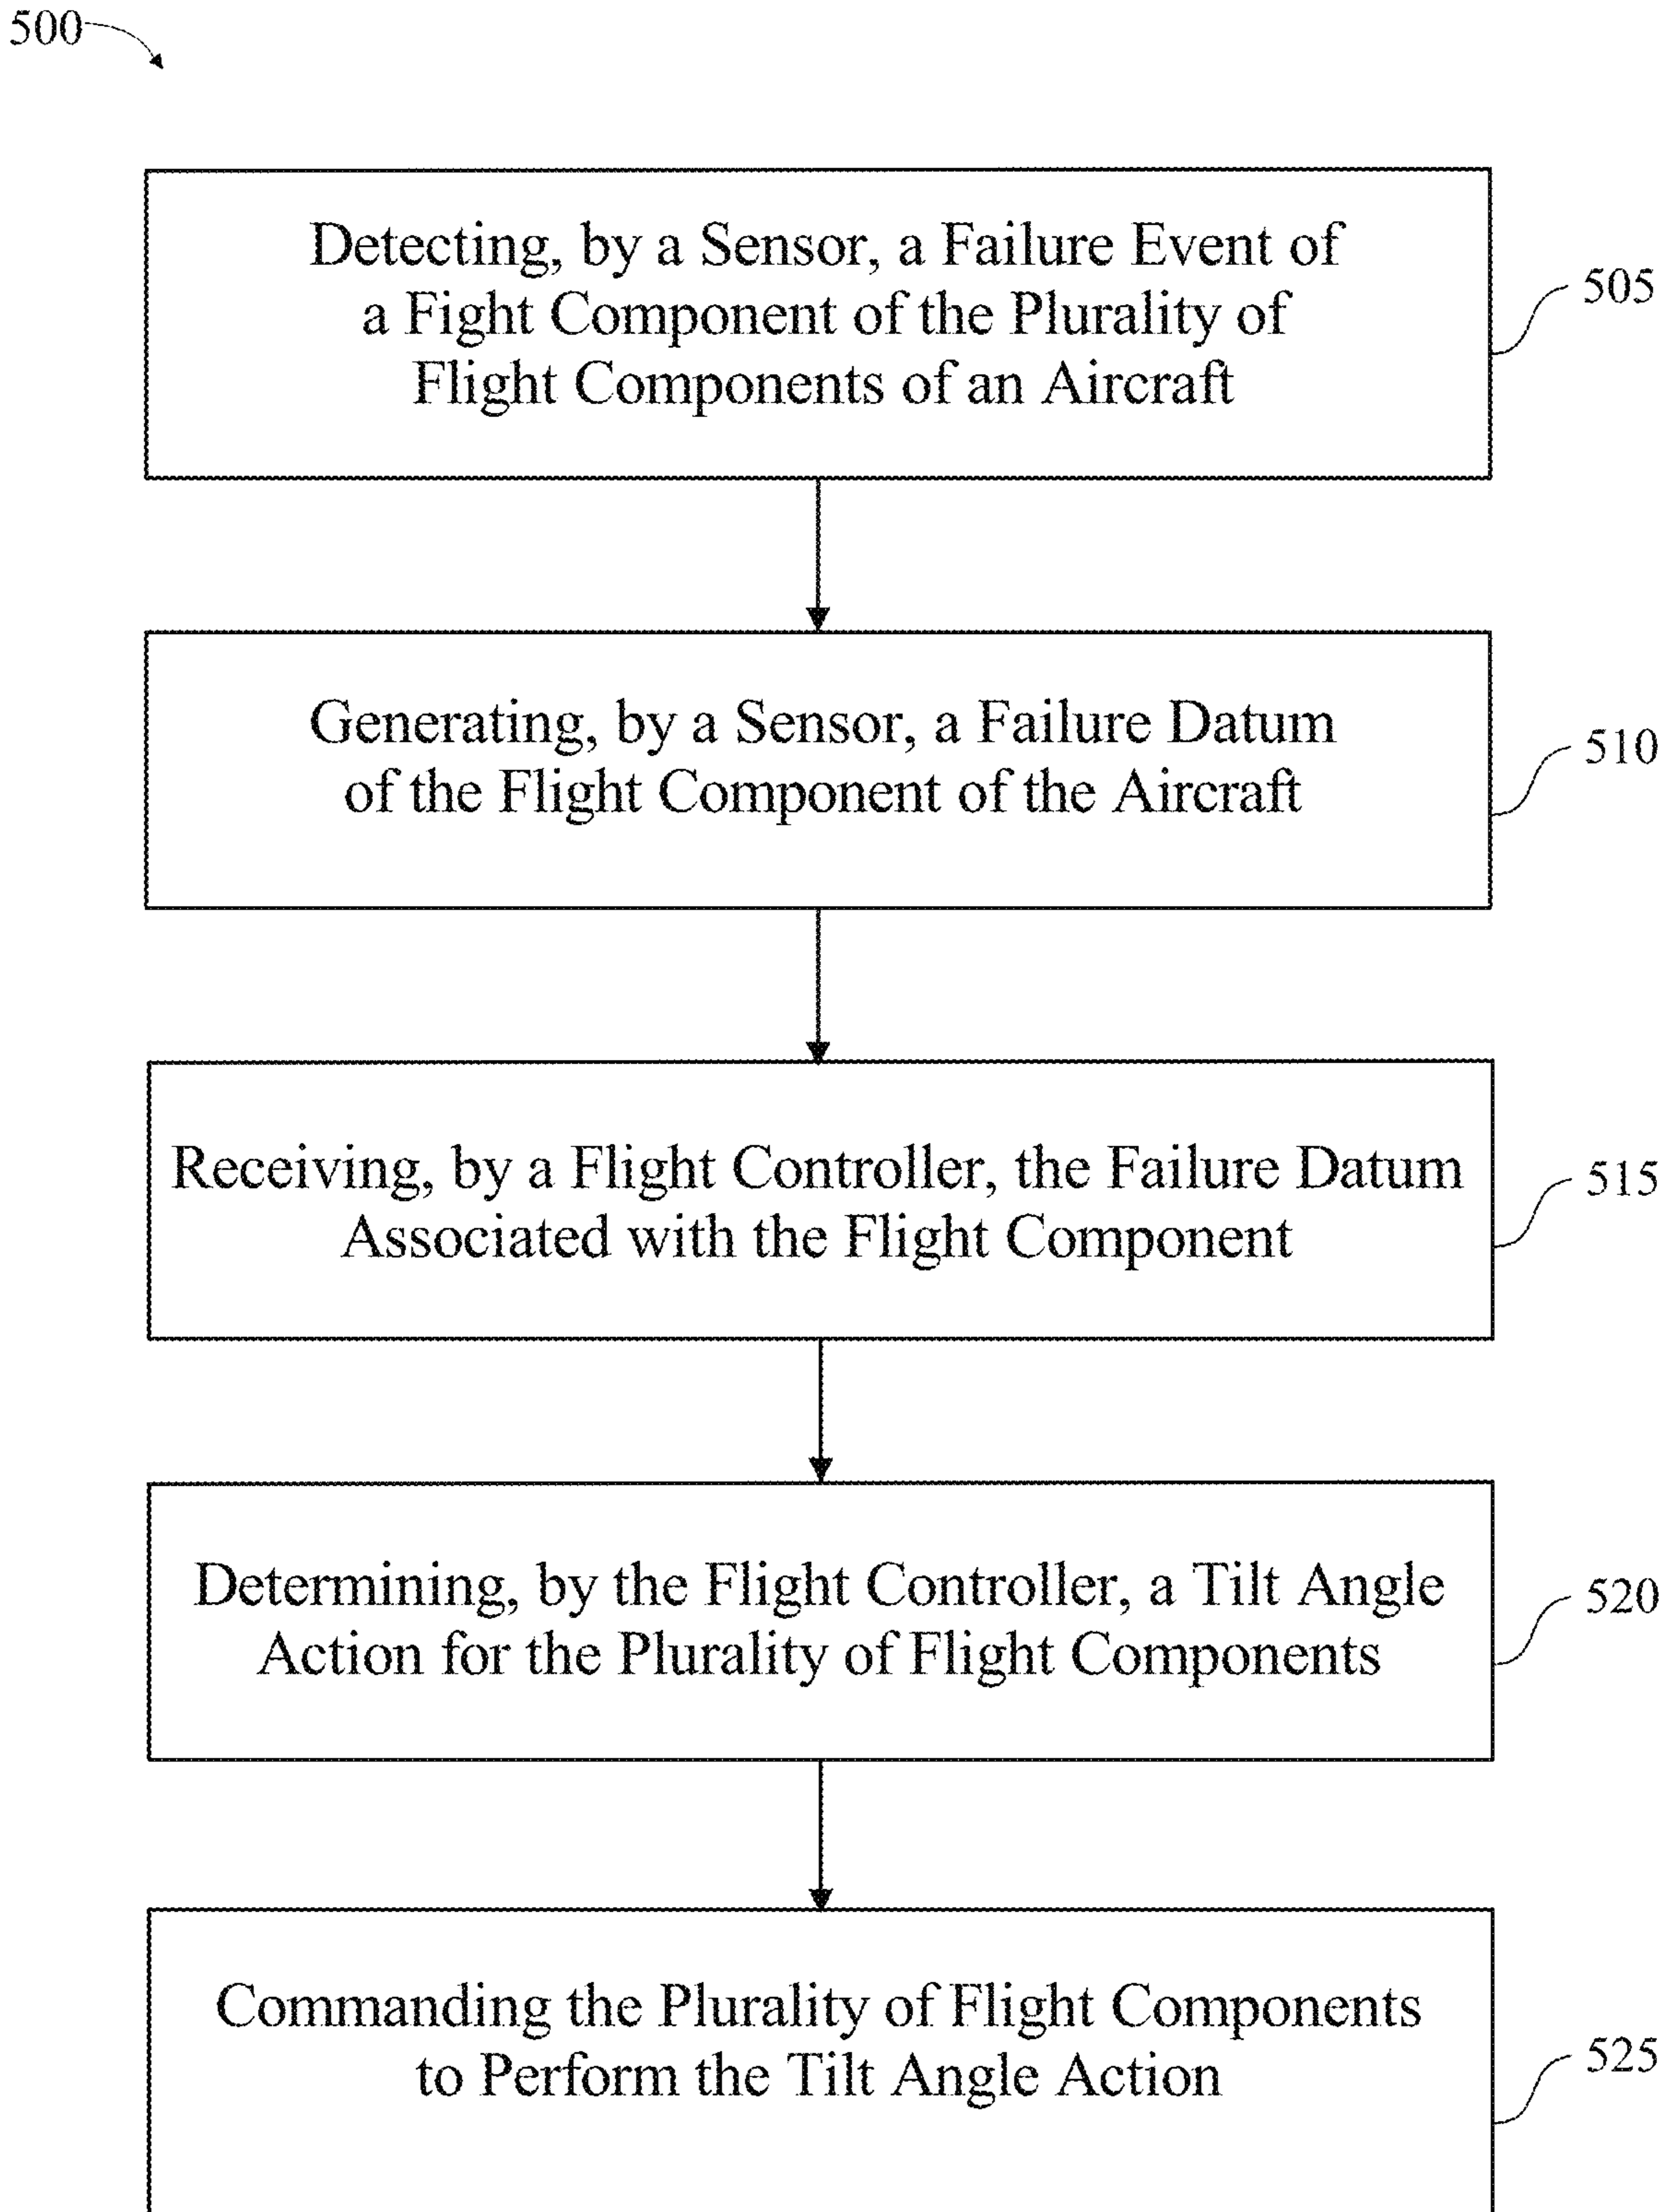 500
Detecting, by a Sensor, a Failure Event of
a Fight Component of the Plurality of
Flight Components of an Aircraft
505
Generating, by a Sensor, a Failure Datum
of the Flight Component of the Aircraft
510
Receiving, by a Flight Controller, the Failure Datum
Associated with the Flight Component
515
Determining, by the Flight Controller, a Tilt Angle
Action for the Plurality of Flight Components
520
Commanding the Plurality of Flight Components
to Perform the Tilt Angle Action
525